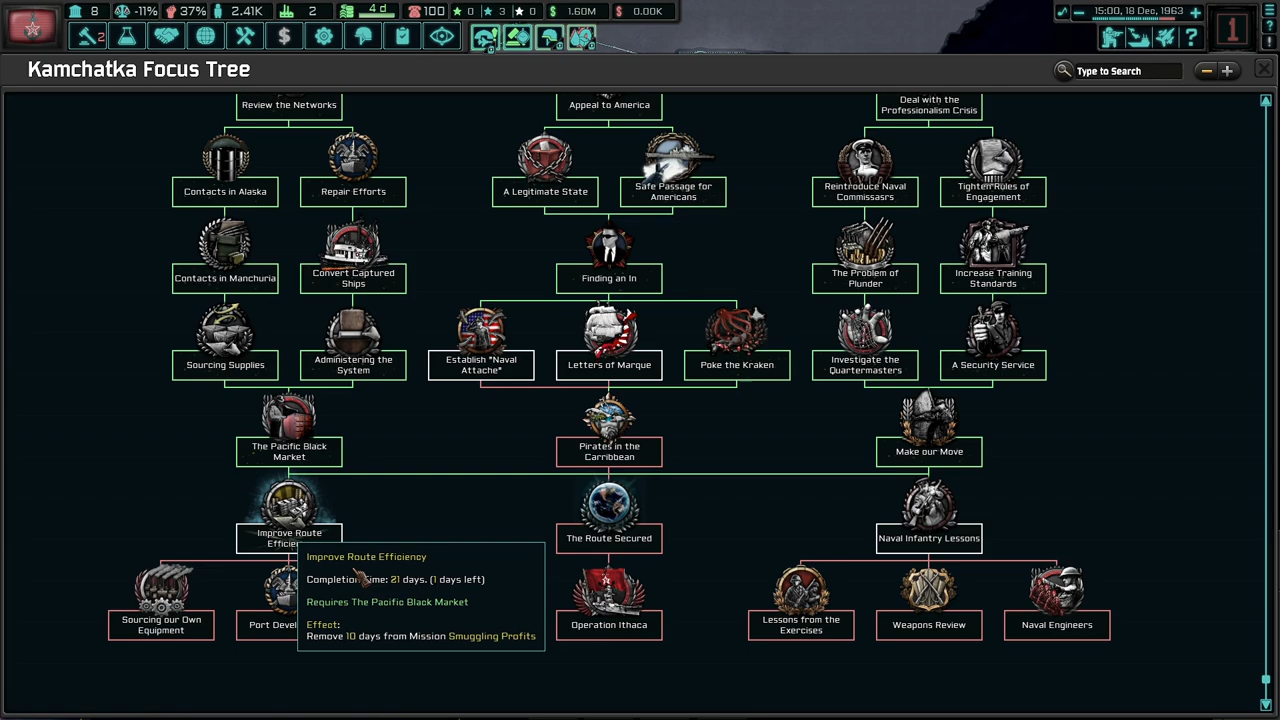 8 -11% 37% 2.41K 2 4 d 100 0 3 0 $ 1.60M $ 0.00K 15:00, 18 Dec, 1963 1
2 $ ?
Kamchatka Focus Tree
Type to Search
Review the Networks
Appeal to America
Deal with the
Professionalism Crisis
Contacts in Alaska
Repair Efforts
A Legitimate State
Safe Passage for
Americans
Reintroduce Naval
Commissasrs
Tighten Rules of
Engagement
Contacts in Manchuria
Convert Captured
Ships
Finding an In
The Problem of
Plunder
Increase Training
Standards
Sourcing Supplies
Administering the
System
Establish "Naval
Attache"
Letters of Marque
Poke the Kraken
Investigate the
Quartermasters
A Security Service
The Pacific Black
Market
Pirates in the
Carribbean
Make our Move
Improve Route
The Route Secured
Naval Infantry Lessons
Improve Route Efficiency
Completion Time: 21 days. (1 days left)
Requires The Pacific Black Market
Effect:
Remove 10 days from Mission Smuggling Profits
Sourcing our Own
Equipment
Port Devel
Operation Ithaca
Lessons from the
Exercises
Weapons Review
Naval Engineers